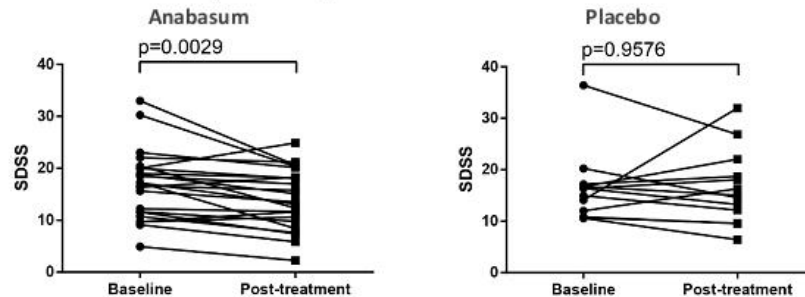 Anabasum
p=0.0029
40
30
20
10
0
SDSS
Baseline Post-treatment
Placebo
p=0.9576
40
30
20
10
0
SDSS
Baseline Post-treatment